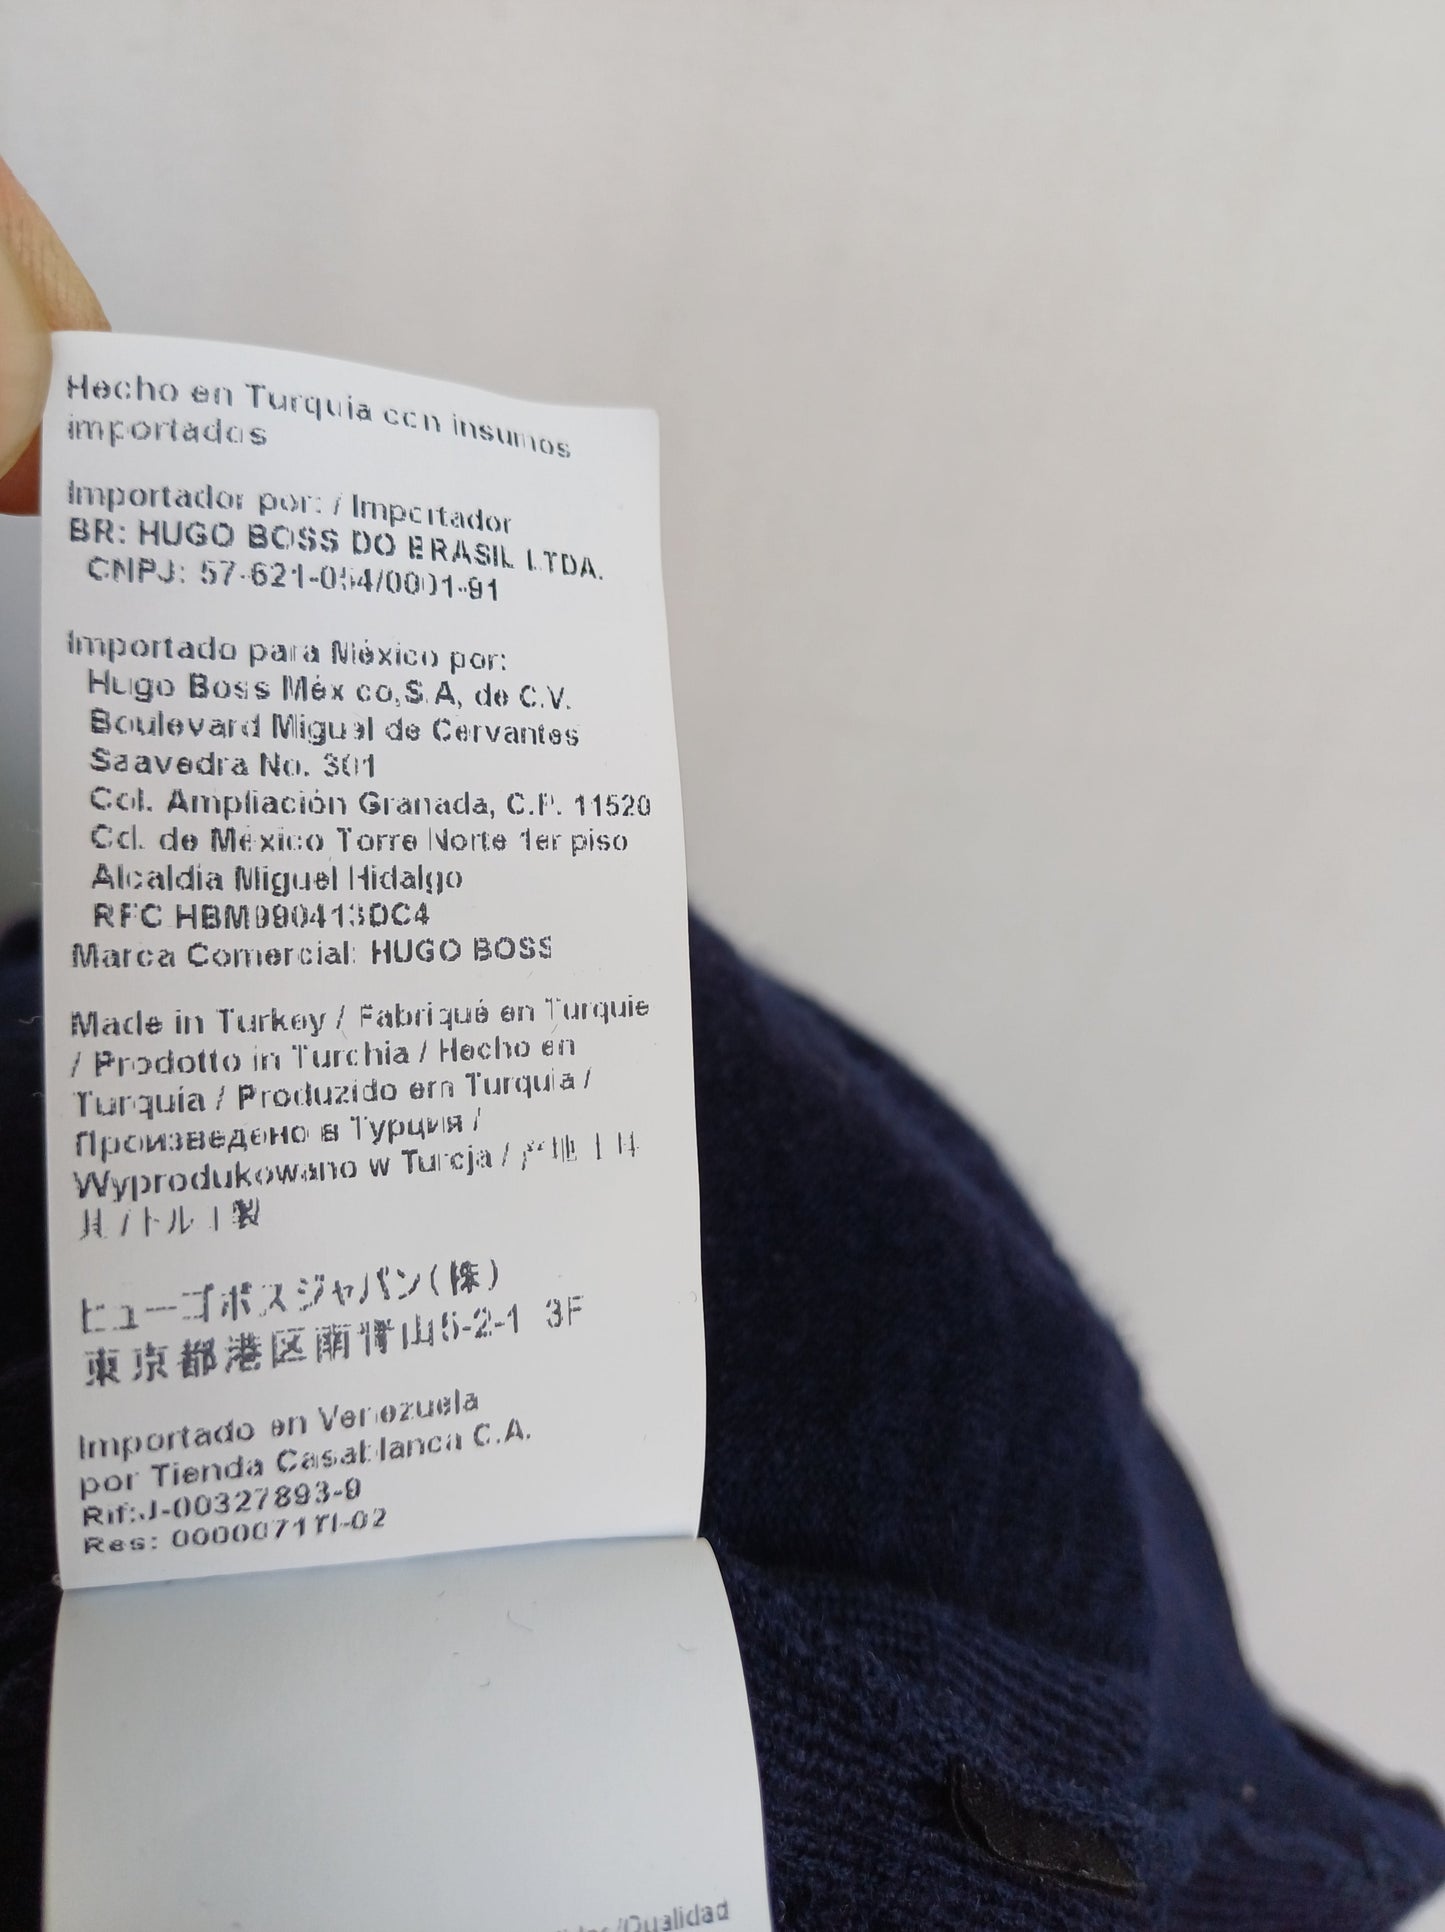 Hecho en Turquía con insumos
importados
Importador por: / Importador
BR: HUGO BOSS DO BRASIL LTDA.
CNPJ: 57-621-054/0001-91
Importado para México por:
Hugo Boss México,S.A, de C.V.
Boulevard Miguel de Cervantes
Saavedra No. 301
Col. Ampliación Granada, C.P. 11520
Cd. de México Torre Norte 1er piso
Alcaldía Miguel Hidalgo
RFC HBM990413DC4
Marca Comercial: HUGO BOSS
Made in Turkey / Fabriqué en Turquie
/ Prodotto in Turchia / Hecho en
Turquía / Produzido em Turquia /
Произведено в Турция /
Wyprodukowano w Turcja / 产地土耳
其 / トルコ製
ヒューゴボスジャパン(株)
東京都港区南青山5-2-1 3F
Importado en Venezuela
por Tienda Casablanca C.A.
Rif:J-00327893-9
Res: 00000711-02
/Qualidad